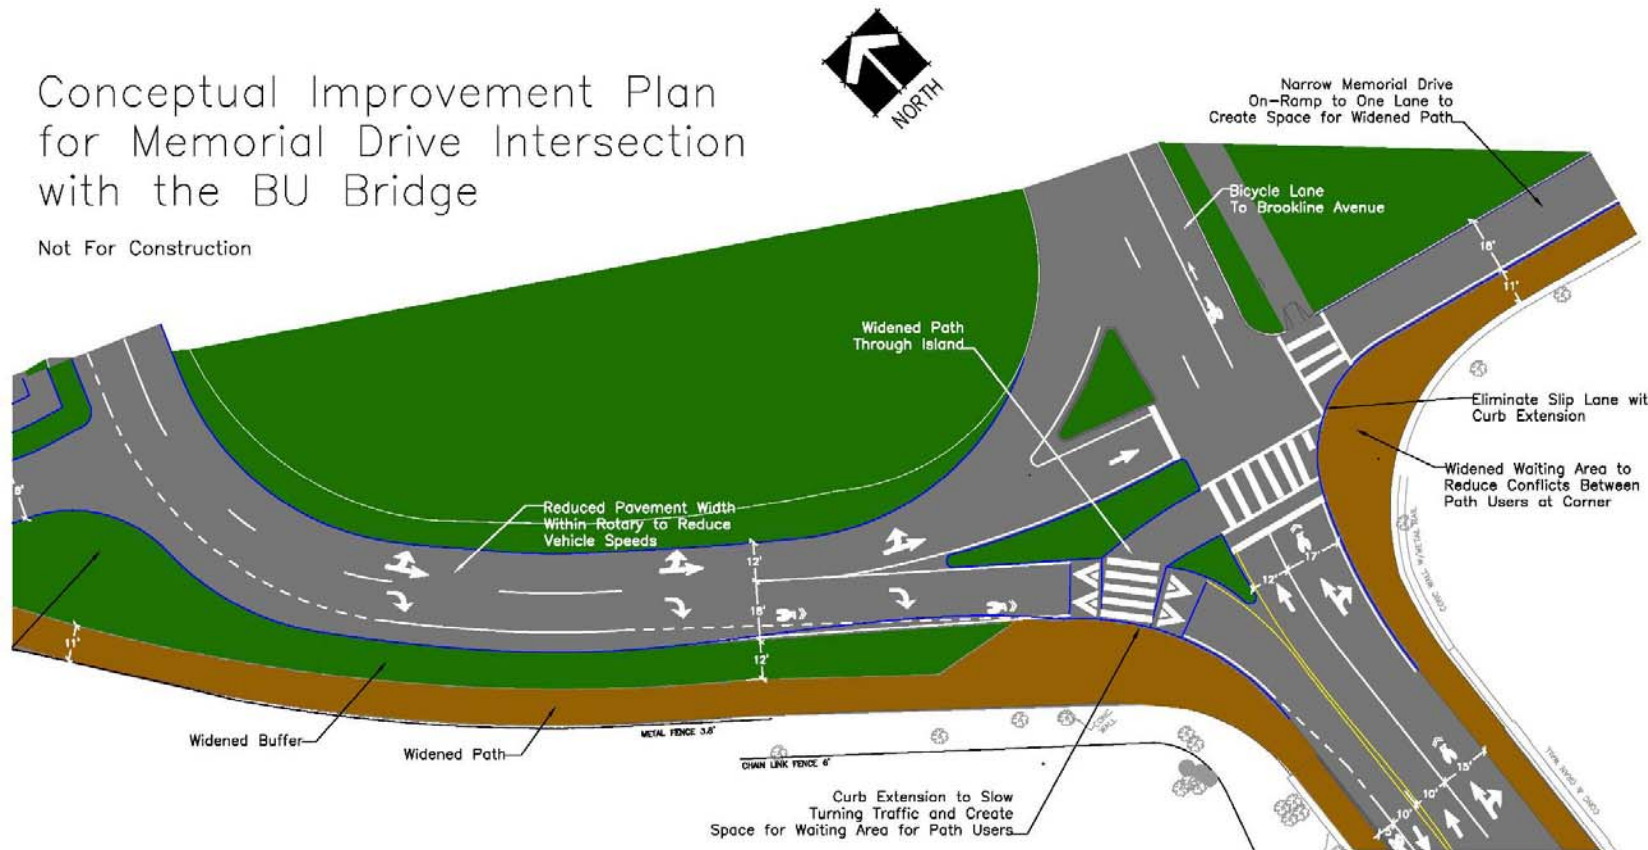 Conceptual Improvement Plan
for Memorial Drive Intersection
with the BU Bridge
Not For Construction
NORTH
Narrow Memorial Drive
On-Ramp to One Lane to
Create Space for Widened Path
Bicycle Lane
To Brookline Avenue
18'
11'
Widened Path
Through Island
Eliminate Slip Lane wit
Curb Extension
Widened Waiting Area to
Reduce Conflicts Between
Path Users at Corner
Reduced Pavement Width
Within Rotary to Reduce
Vehicle Speeds
12'
18'
12'
12'
17'
11'
Widened Buffer
Widened Path
METAL FENCE 3.8'
CHAIN LINK FENCE 6'
CONC WALL W/METAL RAIL
Curb Extension to Slow
Turning Traffic and Create
Space for Waiting Area for Path Users
15'
10'
10'
5'